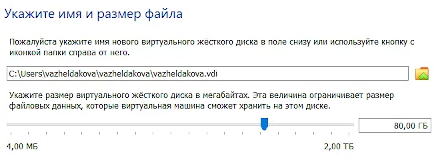 Укажите имя и размер файла
Пожалуйста укажите имя нового виртуального жёсткого диска в поле снизу или используйте кнопку с
иконкой папки справа от него.
C:\Users\vazheldakova\vazheldakova\vazheldakova.vdi
Укажите размер виртуального жёсткого диска в мегабайтах. Эта величина ограничивает размер
файловых данных, которые виртуальная машина сможет хранить на этом диске.
80,00 ГБ
4,00 МБ 2,00 ТБ